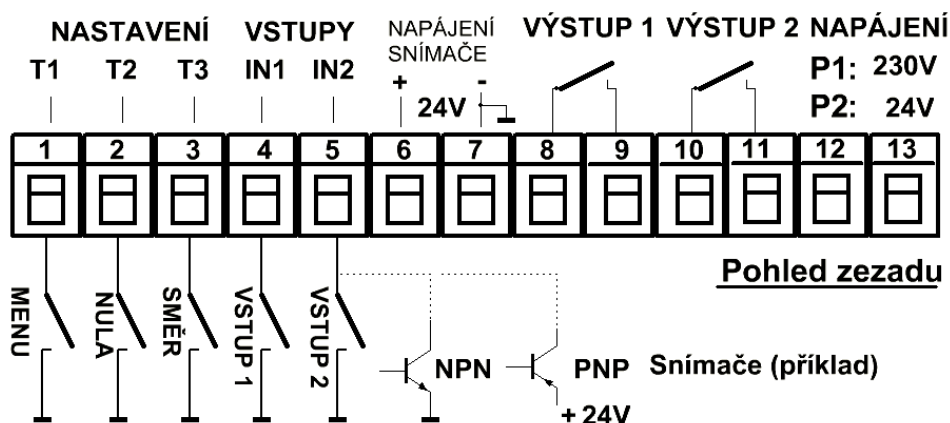 NASTAVENÍ VSTUPY NAPÁJENÍ SNÍMAČE VÝSTUP 1 VÝSTUP 2 NAPÁJENÍ
T1 T2 T3 IN1 IN2 + 24V - P1: 230V
P2: 24V
1 2 3 4 5 6 7 8 9 10 11 12 13
Pohled zezadu
MENU NULA SMĚR VSTUP 1 VSTUP 2
NPN PNP Snímače (příklad)
+ 24V